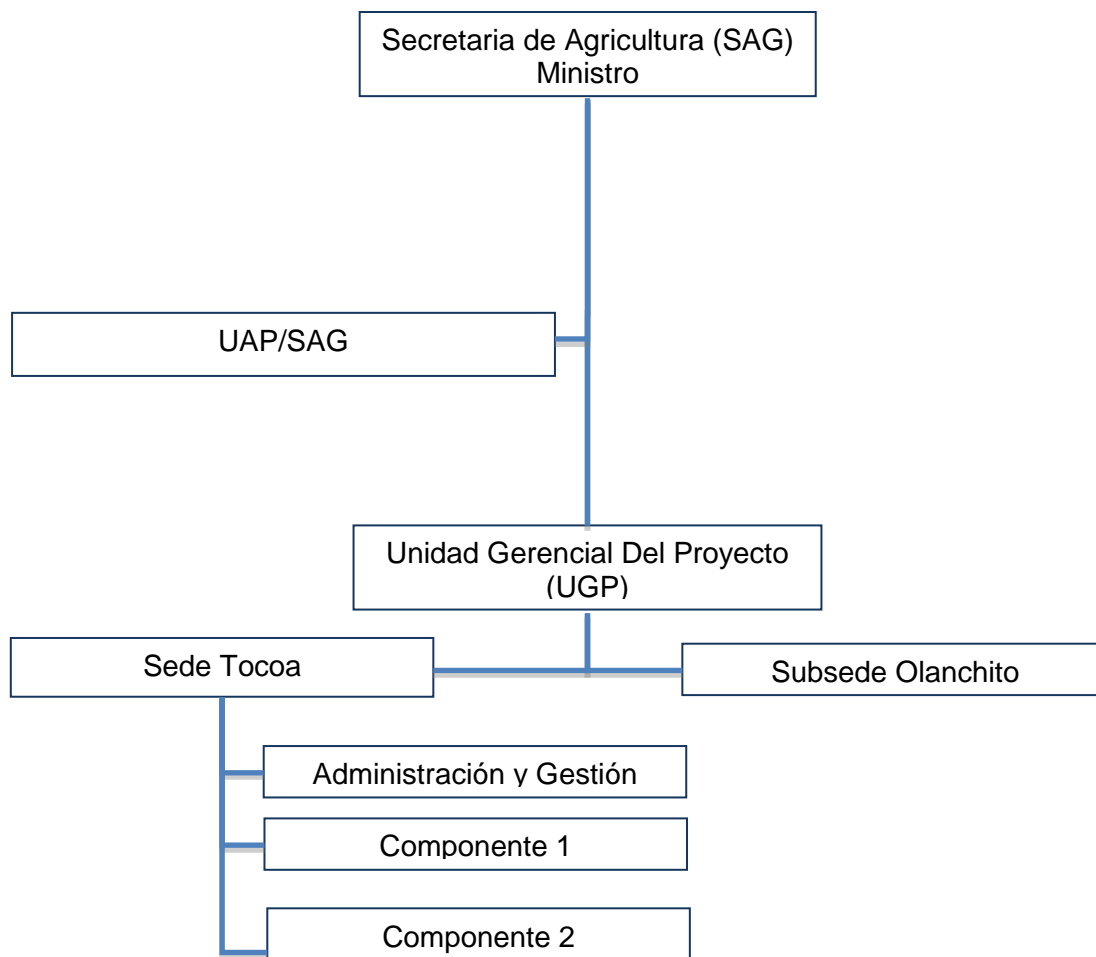 Secretaria de Agricultura (SAG)
Ministro
UAP/SAG
Unidad Gerencial Del Proyecto
(UGP)
Sede Tocoa
Subsede Olanchito
Administración y Gestión
Componente 1
Componente 2